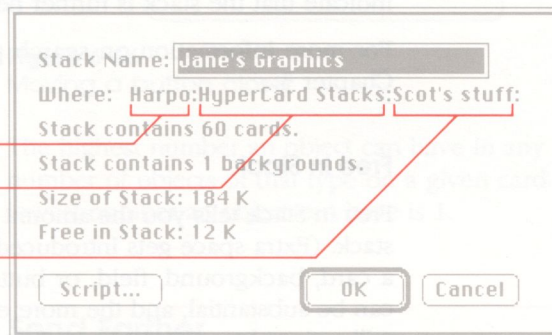 Stack Name: Jane's Graphics
Where: Harpo:HyperCard Stacks:Scot's stuff:
Stack contains 60 cards.
Stack contains 1 backgrounds.
Size of Stack: 184 K
Free in Stack: 12 K
Script... OK Cancel